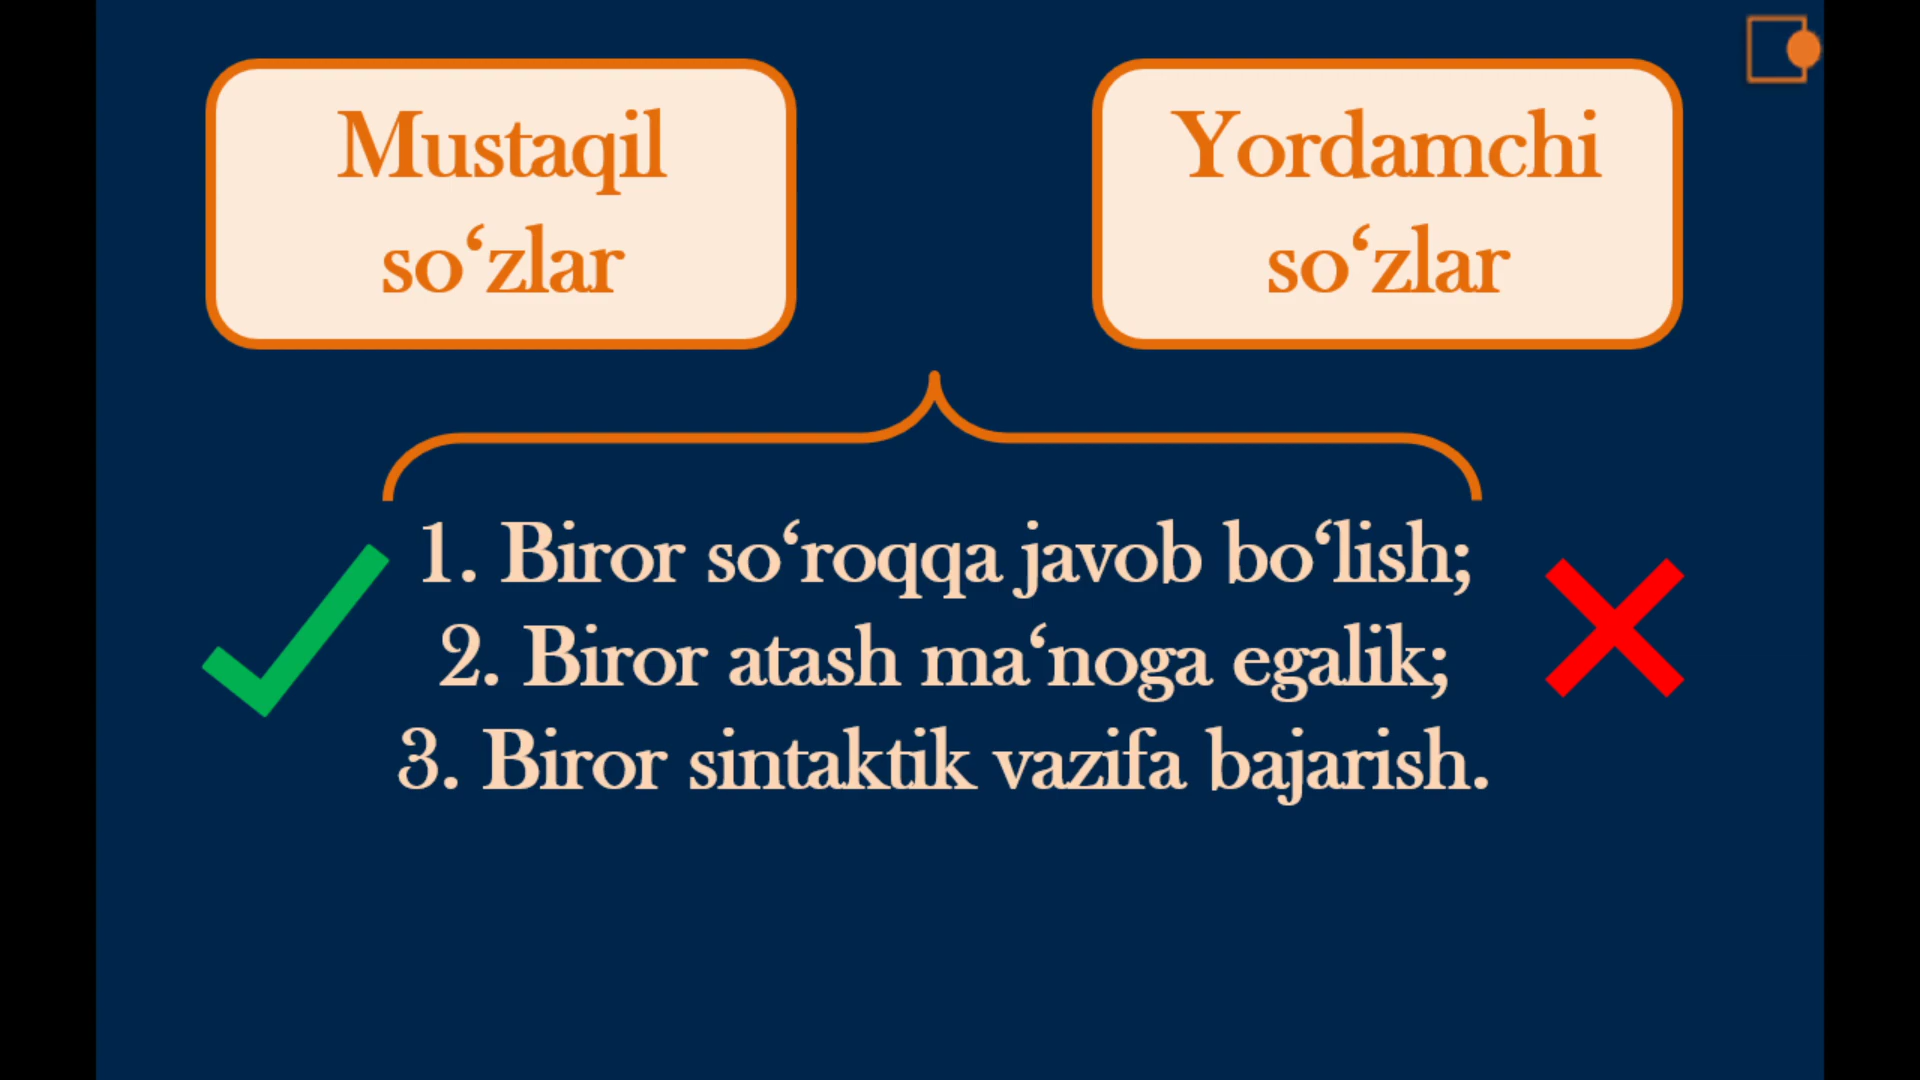 Mustaqil
so‘zlar
Yordamchi
so‘zlar
1. Biror so‘roqqa javob bo‘lish;
2. Biror atash ma‘noga egalik;
3. Biror sintaktik vazifa bajarish.